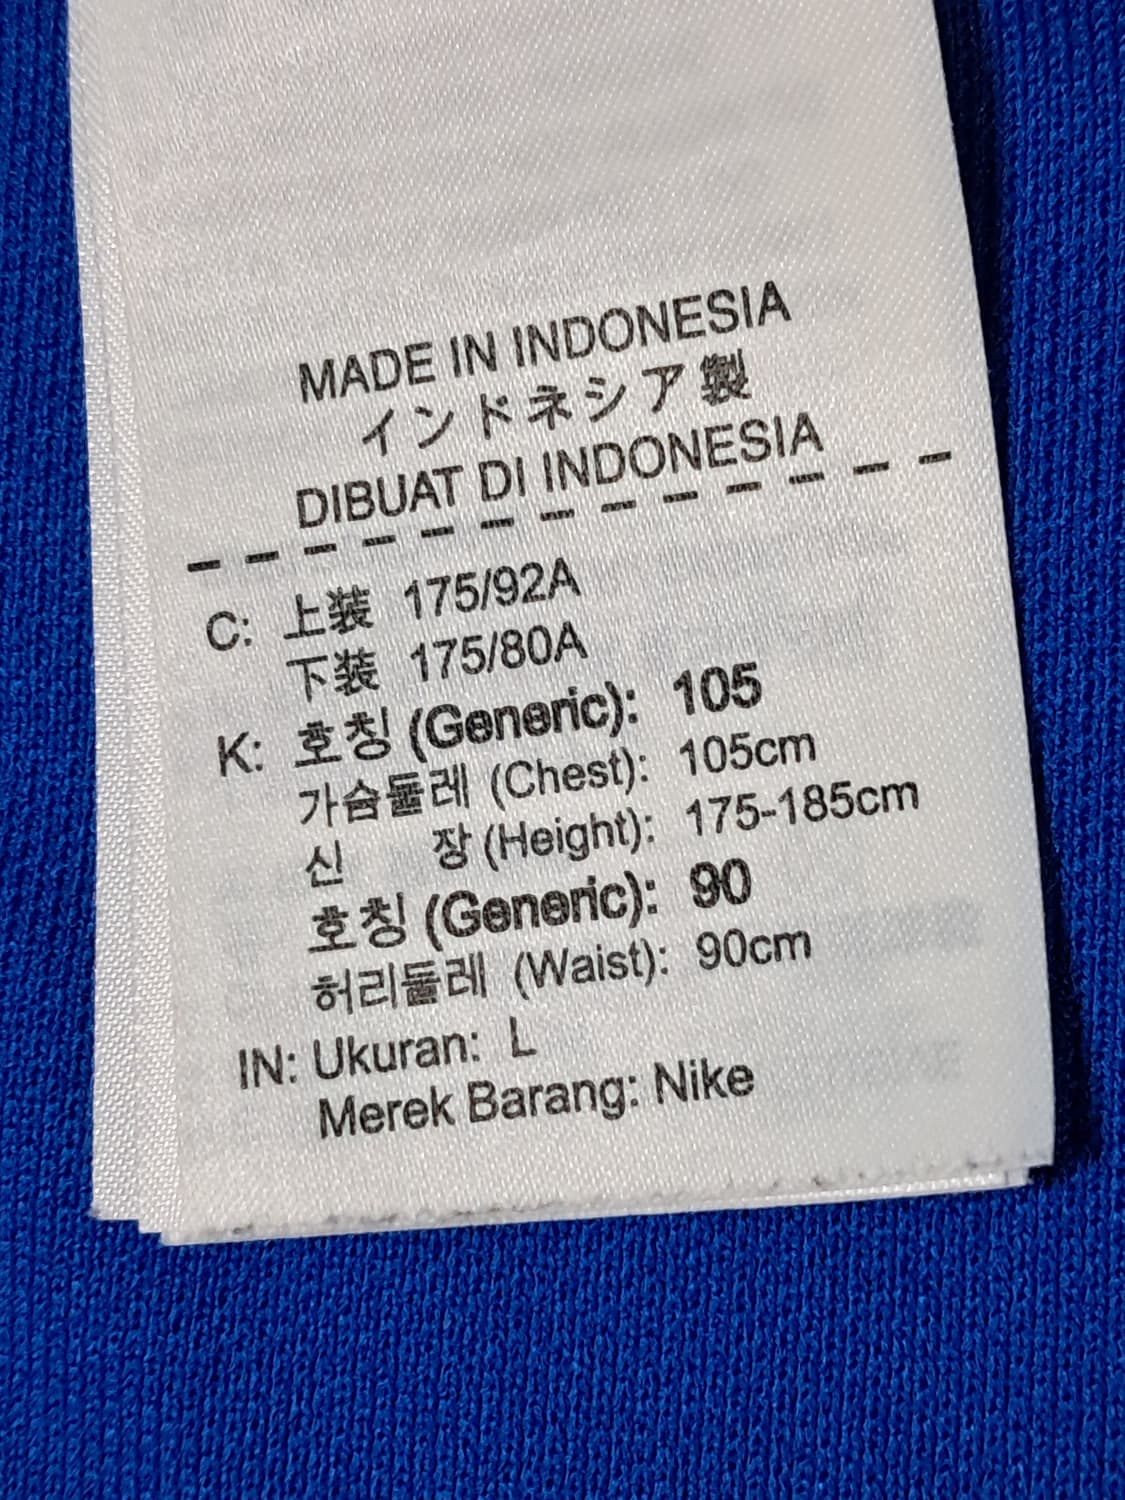 MADE IN INDONESIA
インドネシア製
DIBUAT DI INDONESIA
C: 上装 175/92A
下装 175/80A
K: 호칭 (Generic): 105
가슴둘레 (Chest): 105cm
신 장 (Height): 175-185cm
호칭 (Generic): 90
허리둘레 (Waist): 90cm
IN: Ukuran: L
Merek Barang: Nike